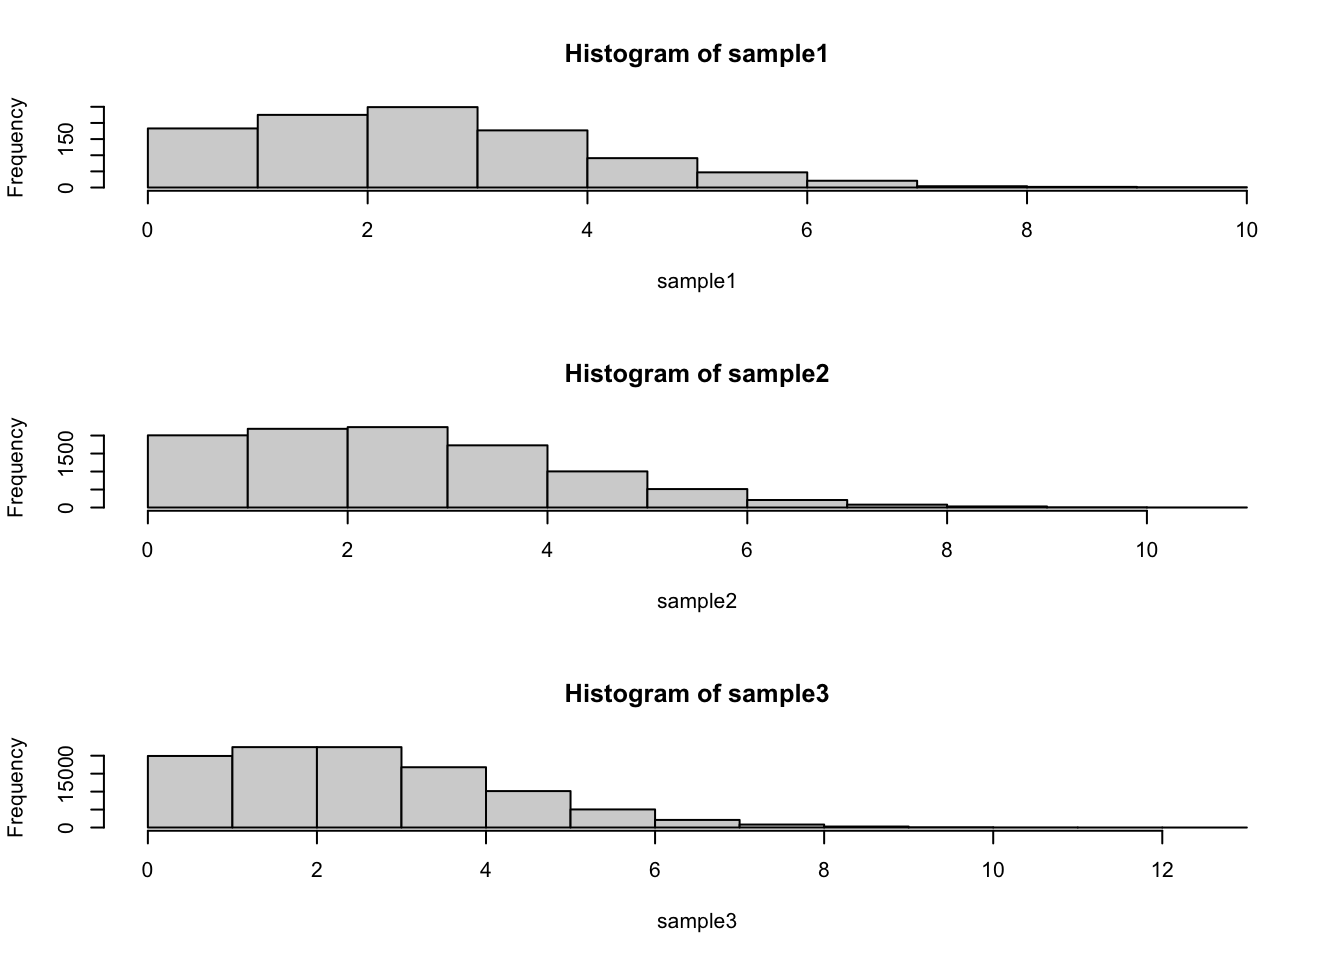 Histogram of sample1
Frequency
150
0
0 2 4 6 8 10
sample1
Histogram of sample2
Frequency
1500
0
0 2 4 6 8 10
sample2
Histogram of sample3
Frequency
15000
0
0 2 4 6 8 10 12
sample3